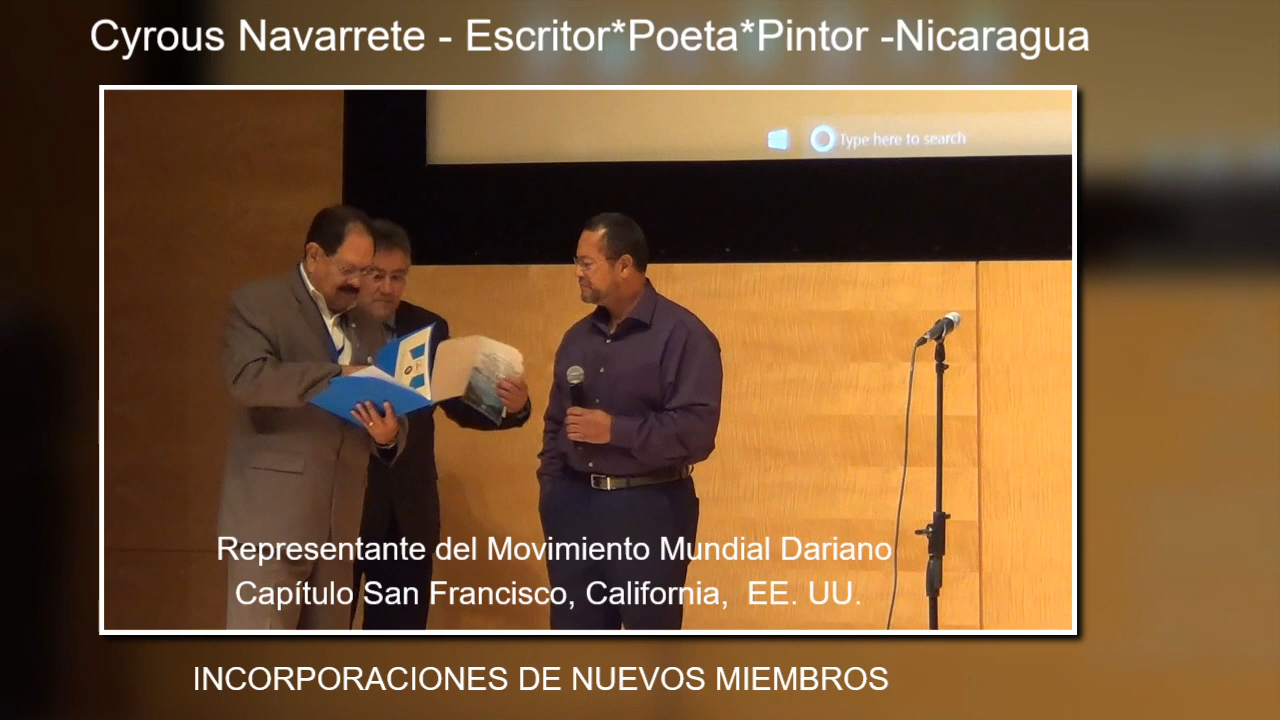 Cyrous Navarrete - Escritor*Poeta*Pintor -Nicaragua
Type here to search
Representante del Movimiento Mundial Dariano
Capítulo San Francisco, California, EE. UU.
INCORPORACIONES DE NUEVOS MIEMBROS